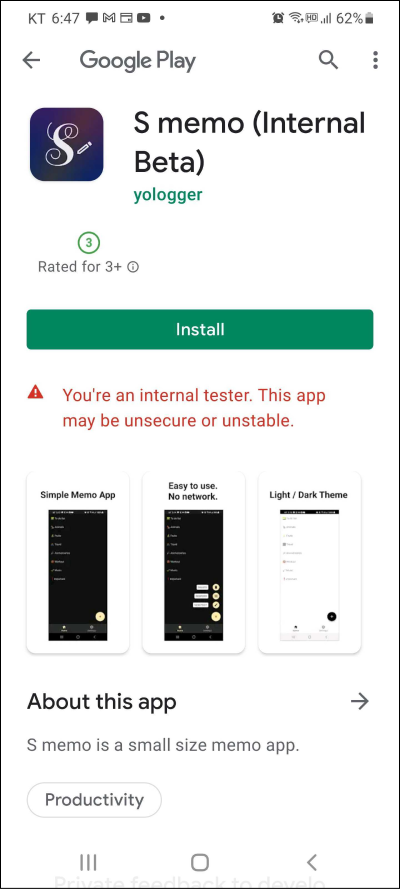 KT 6:47 62%
Google Play
S memo (Internal
Beta)
yologger
3
Rated for 3+
Install
You're an internal tester. This app
may be unsecure or unstable.
Simple Memo App
Easy to use.
No network.
Light / Dark Theme
About this app
S memo is a small size memo app.
Productivity
Private feedback to develo